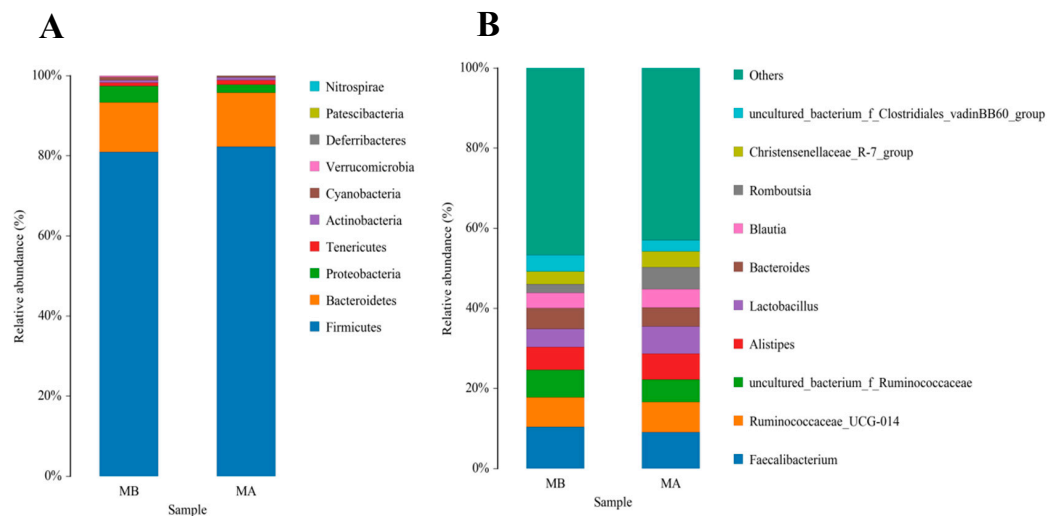 A
Relative abundance (%)
100%
80%
60%
40%
20%
0%
MB
MA
Sample
Nitrospirae
Patescibacteria
Deferribacteres
Verrucomicrobia
Cyanobacteria
Actinobacteria
Tenericutes
Proteobacteria
Bacteroidetes
Firmicutes
B
Relative abundance (%)
100%
80%
60%
40%
20%
0%
MB
MA
Sample
Others
uncultured_bacterium_f_Clostridiales_vadinBB60_group
Christensenellaceae_R-7_group
Romboutsia
Blautia
Bacteroides
Lactobacillus
Alistipes
uncultured_bacterium_f_Ruminococcaceae
Ruminococcaceae_UCG-014
Faecalibacterium